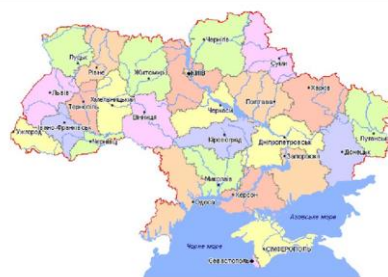 Чернігів
Луцьк
Рівне
Суми
Житомир
КИЇВ
Львів
Харків
Тернопіль
Хмельницький
Полтава
Черкаси
Вінниця
Івано-Франківськ
Луганськ
Ужгород
Кіровоград
Дніпропетровськ
Чернівці
Донецьк
Запоріжжя
Миколаїв
Одеса
Херсон
Азовське море
Чорне море
СІМФЕРОПОЛЬ
Севастополь